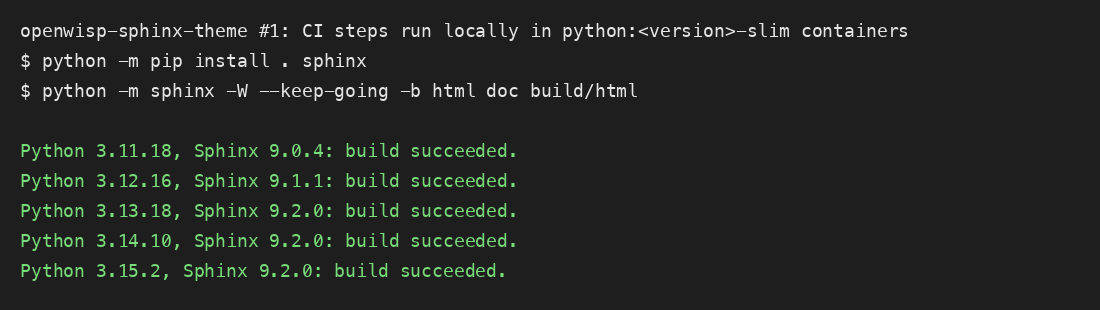 openwisp-sphinx-theme #1: CI steps run locally in python:<version>-slim containers
$ python -m pip install . sphinx
$ python -m sphinx -W --keep-going -b html doc build/html
Python 3.11.18, Sphinx 9.0.4: build succeeded.
Python 3.12.16, Sphinx 9.1.1: build succeeded.
Python 3.13.18, Sphinx 9.2.0: build succeeded.
Python 3.14.10, Sphinx 9.2.0: build succeeded.
Python 3.15.2, Sphinx 9.2.0: build succeeded.